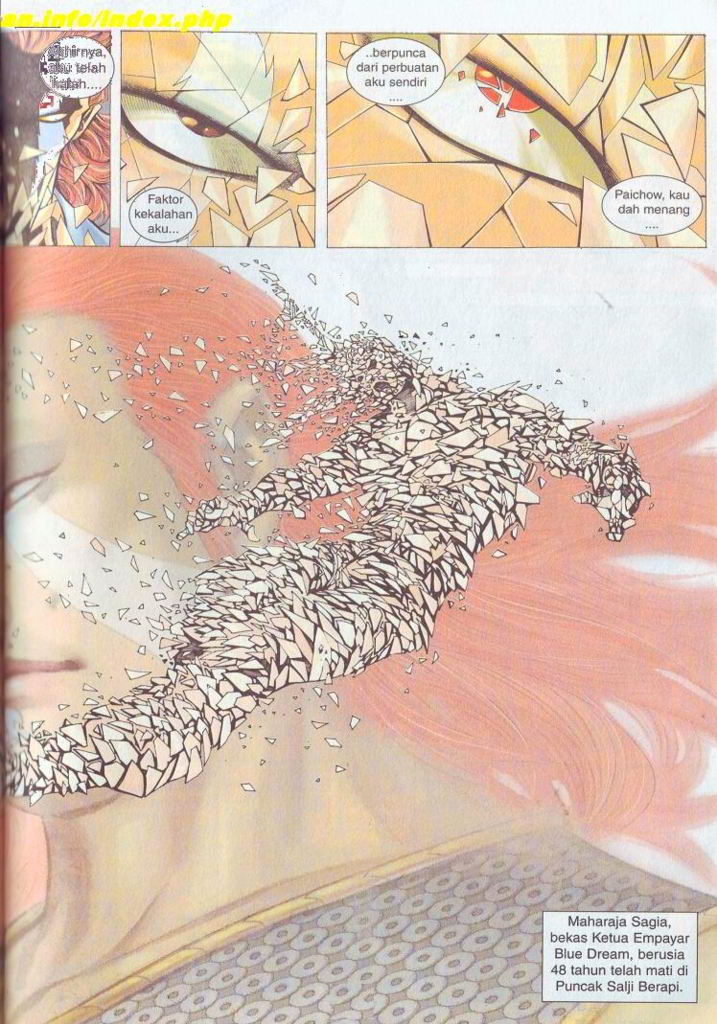 an.info/index.php
Akhirnya,
aku telah
kalah....
Faktor
kekalahan
aku...
..berpunca
dari perbuatan
aku sendiri
....
Paichow, kau
dah menang
....
Maharaja Sagia,
bekas Ketua Empayar
Blue Dream, berusia
48 tahun telah mati di
Puncak Salji Berapi.